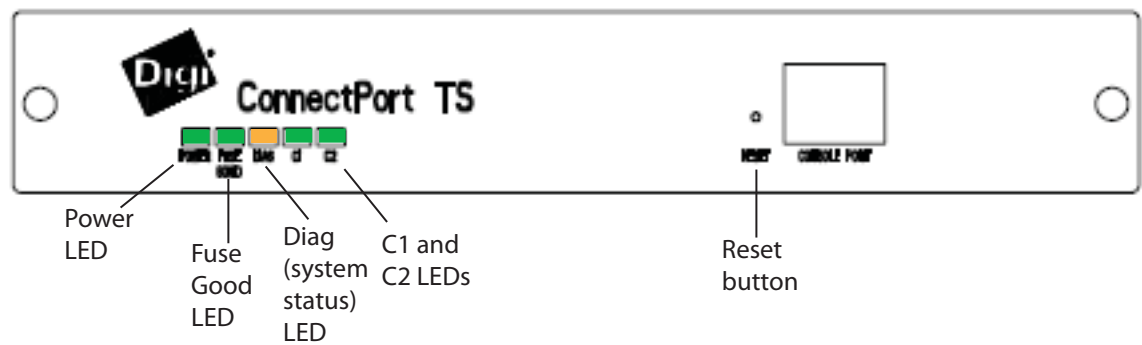 Digi
ConnectPort TS
POWER
FUSE
GOOD
DIAG
C1
C2
RESET
CONSOLE PORT
Power
LED
Fuse
Good
LED
Diag
(system
status)
LED
C1 and
C2 LEDs
Reset
button